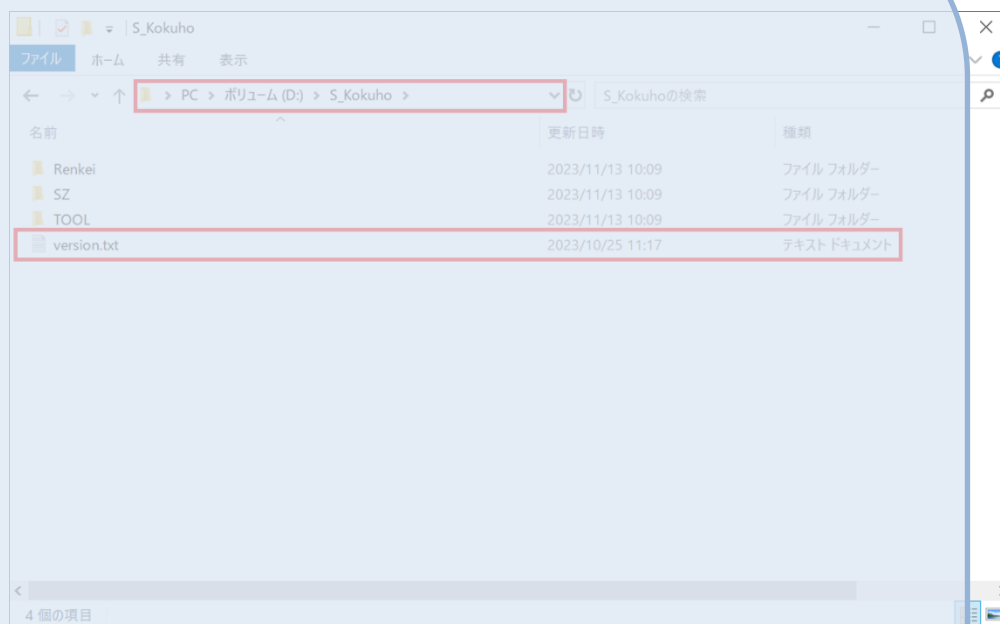 S_Kokuho
ファイル ホーム 共有 表示
PC > ボリューム (D:) > S_Kokuho > S_Kokuhoの検索
名前 更新日時 種類
Renkei 2023/11/13 10:09 ファイル フォルダー
SZ 2023/11/13 10:09 ファイル フォルダー
TOOL 2023/11/13 10:09 ファイル フォルダー
version.txt 2023/10/25 11:17 テキスト ドキュメント
4 個の項目